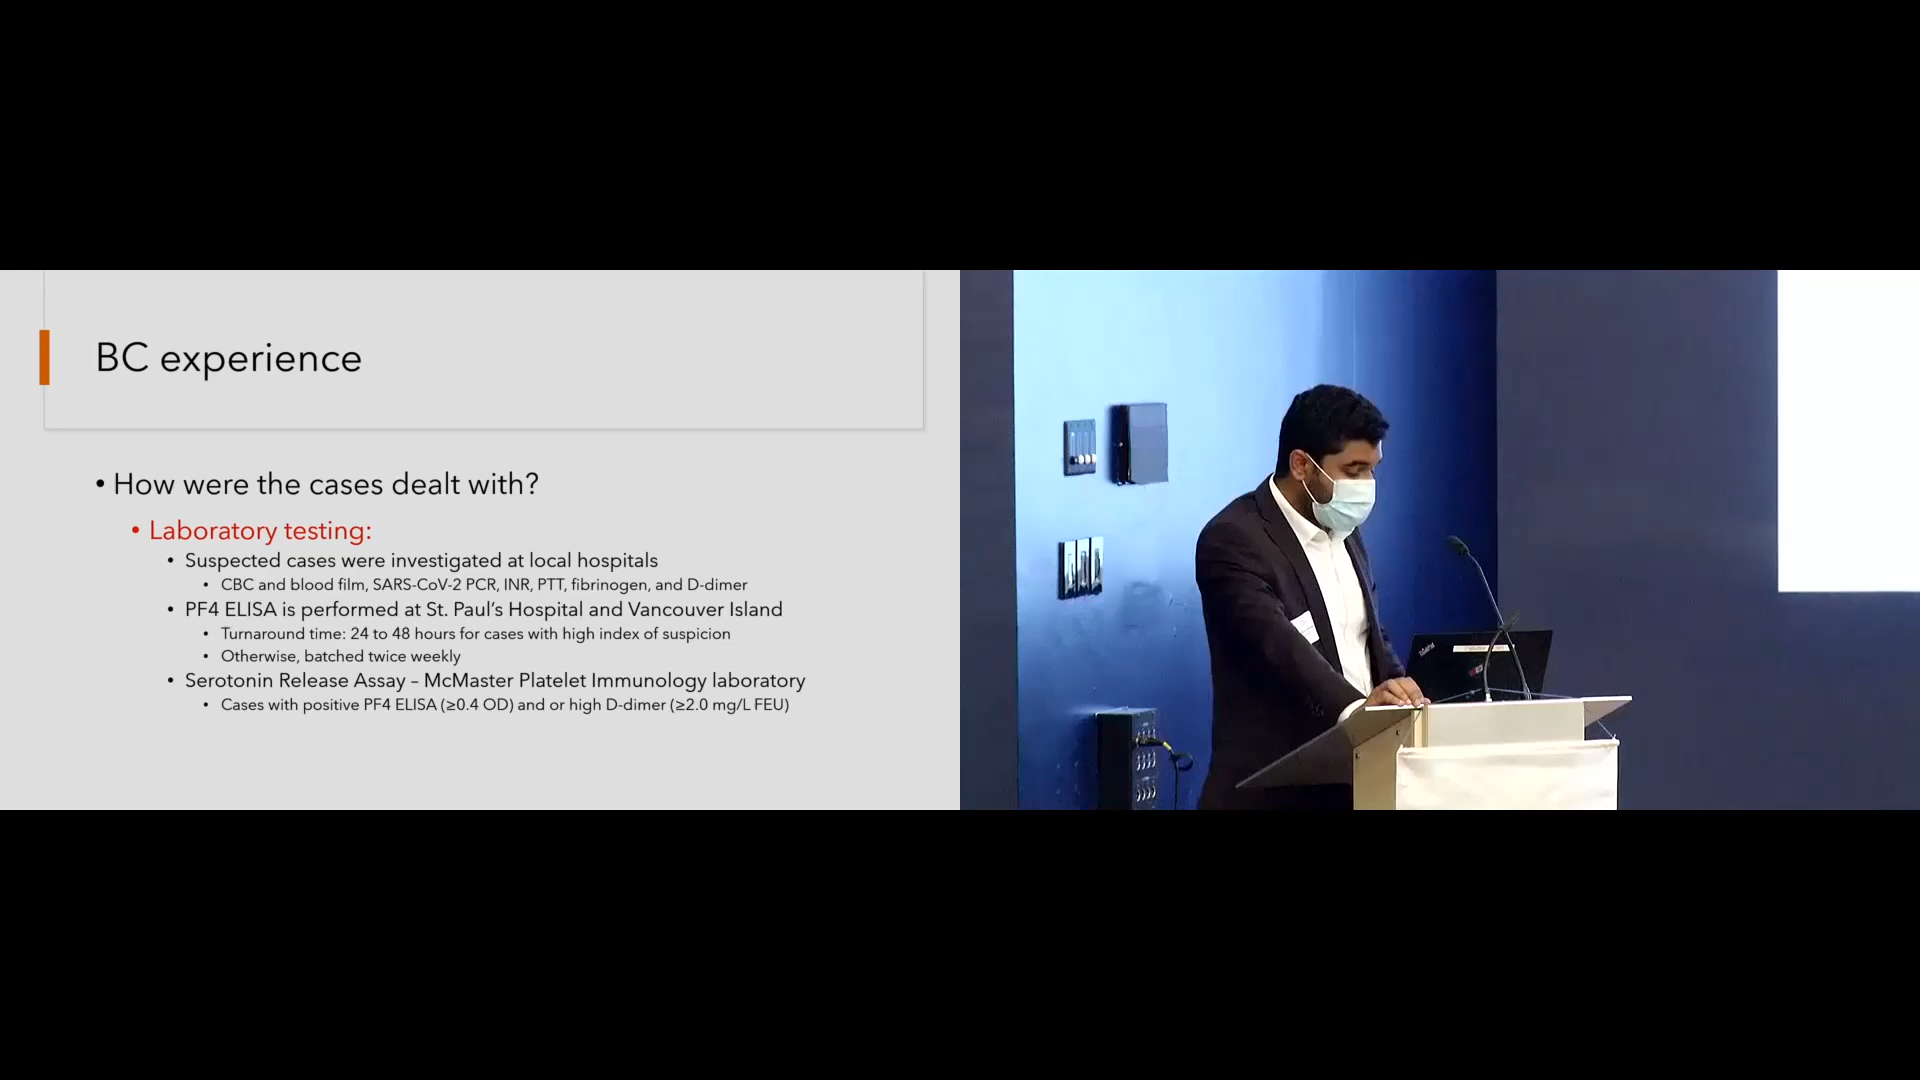 BC experience
• How were the cases dealt with?
• Laboratory testing:
• Suspected cases were investigated at local hospitals
• CBC and blood film, SARS-CoV-2 PCR, INR, PTT, fibrinogen, and D-dimer
• PF4 ELISA is performed at St. Paul's Hospital and Vancouver Island
• Turnaround time: 24 to 48 hours for cases with high index of suspicion
• Otherwise, batched twice weekly
• Serotonin Release Assay – McMaster Platelet Immunology laboratory
• Cases with positive PF4 ELISA (≥0.4 OD) and or high D-dimer (≥2.0 mg/L FEU)